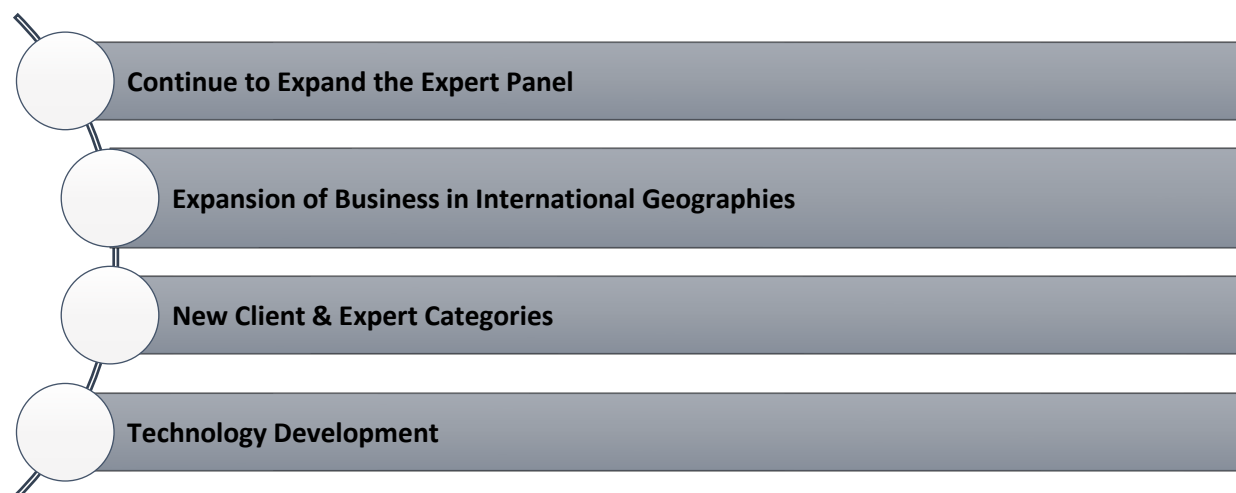 Continue to Expand the Expert Panel
Expansion of Business in International Geographies
New Client & Expert Categories
Technology Development